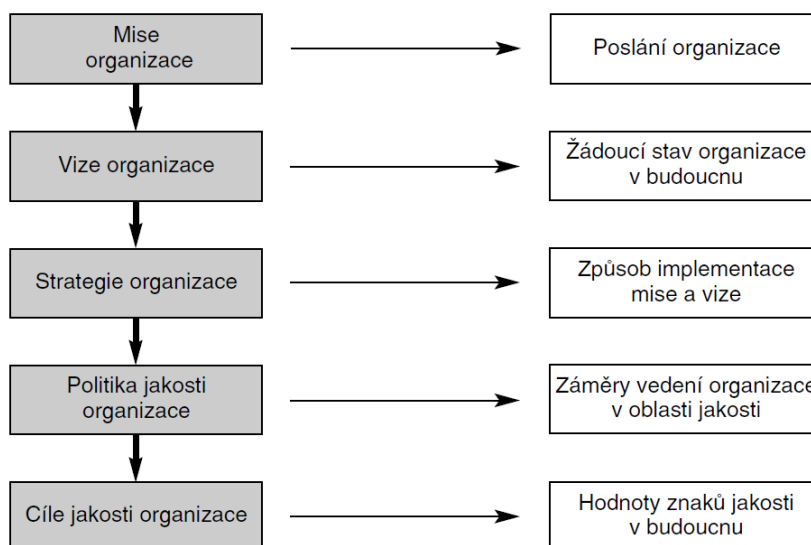 Mise
organizace
Poslání organizace
Vize organizace
Žádoucí stav organizace
v budoucnu
Strategie organizace
Způsob implementace
mise a vize
Politika jakosti
organizace
Záměry vedení organizace
v oblasti jakosti
Cíle jakosti organizace
Hodnoty znaků jakosti
v budoucnu